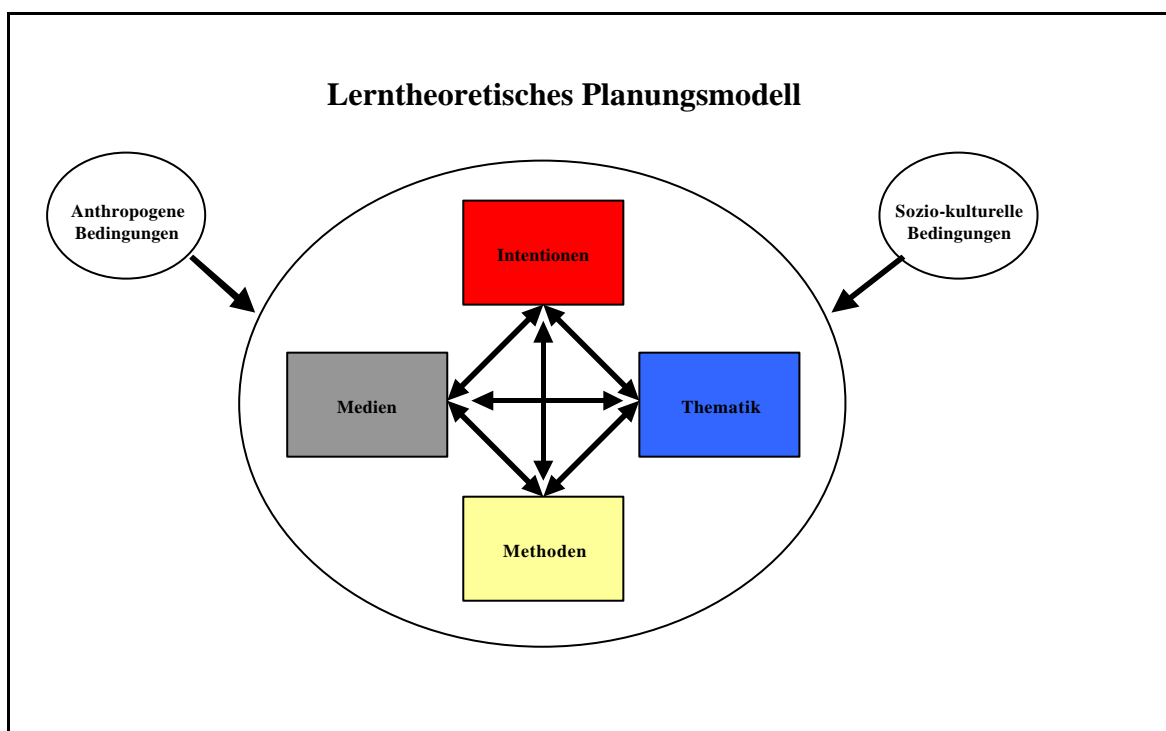 Lerntheoretisches Planungsmodell
Anthropogene
Bedingungen
Sozio-kulturelle
Bedingungen
Intentionen
Medien
Thematik
Methoden